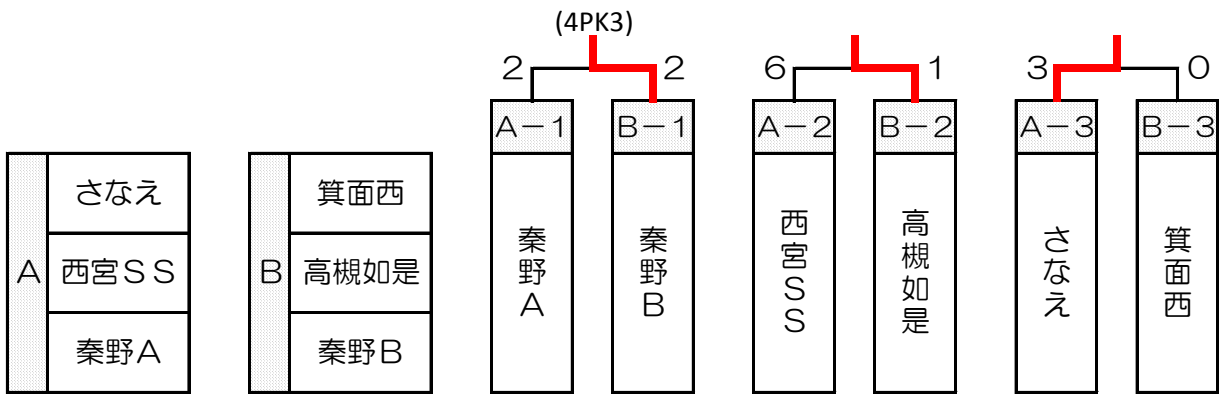 (4PK3)
2 2 6 1 3 0
A－1 B－1 A－2 B－2 A－3 B－3
A
さなえ
西宮SS
秦野A
B
箕面西
高槻如是
秦野B
秦野A
秦野B
西宮SS
高槻如是
さなえ
箕面西